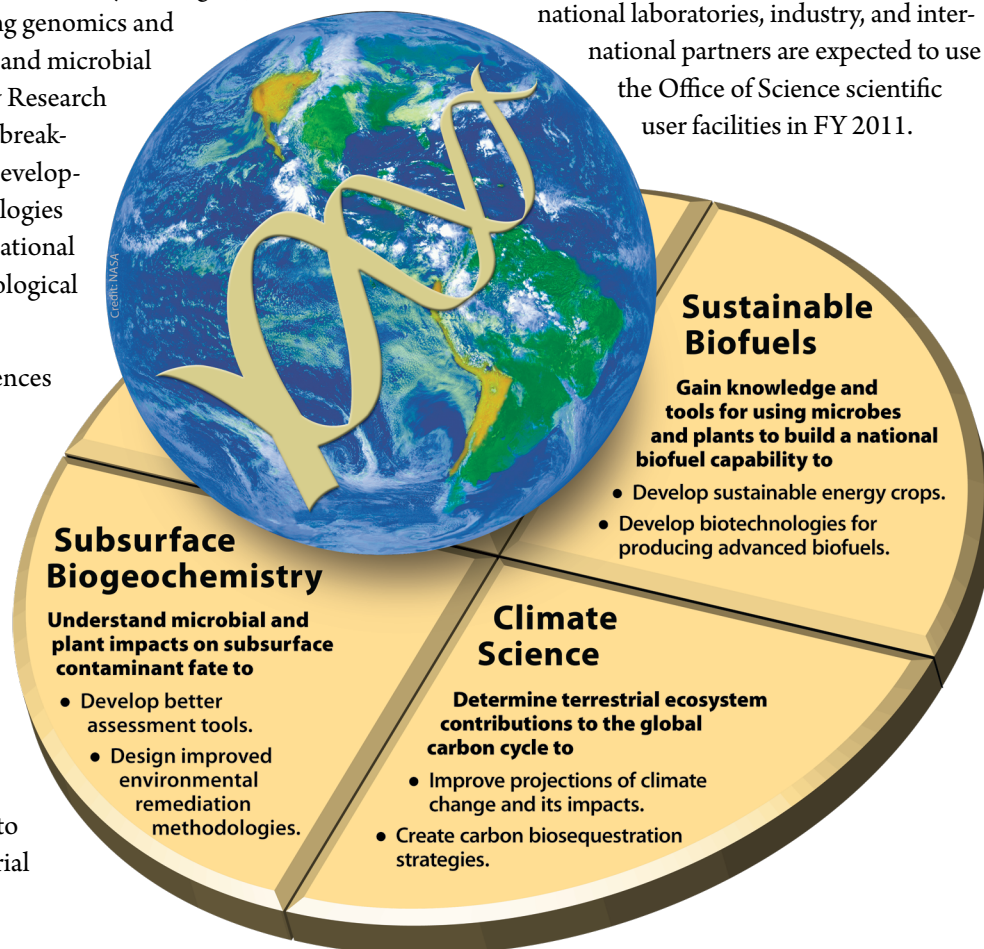 ng genomics and
and microbial
Research
break-
evelop-
logies
ational
ological
ences
to
rial
national laboratories, industry, and inter-
national partners are expected to use
the Office of Science scientific
user facilities in FY 2011.
Credit: NASA
Sustainable
Biofuels
Gain knowledge and
tools for using microbes
and plants to build a national
biofuel capability to
• Develop sustainable energy crops.
• Develop biotechnologies for
producing advanced biofuels.
Subsurface
Biogeochemistry
Understand microbial and
plant impacts on subsurface
contaminant fate to
• Develop better
assessment tools.
• Design improved
environmental
remediation
methodologies.
Climate
Science
Determine terrestrial ecosystem
contributions to the global
carbon cycle to
• Improve projections of climate
change and its impacts.
• Create carbon biosequestration
strategies.